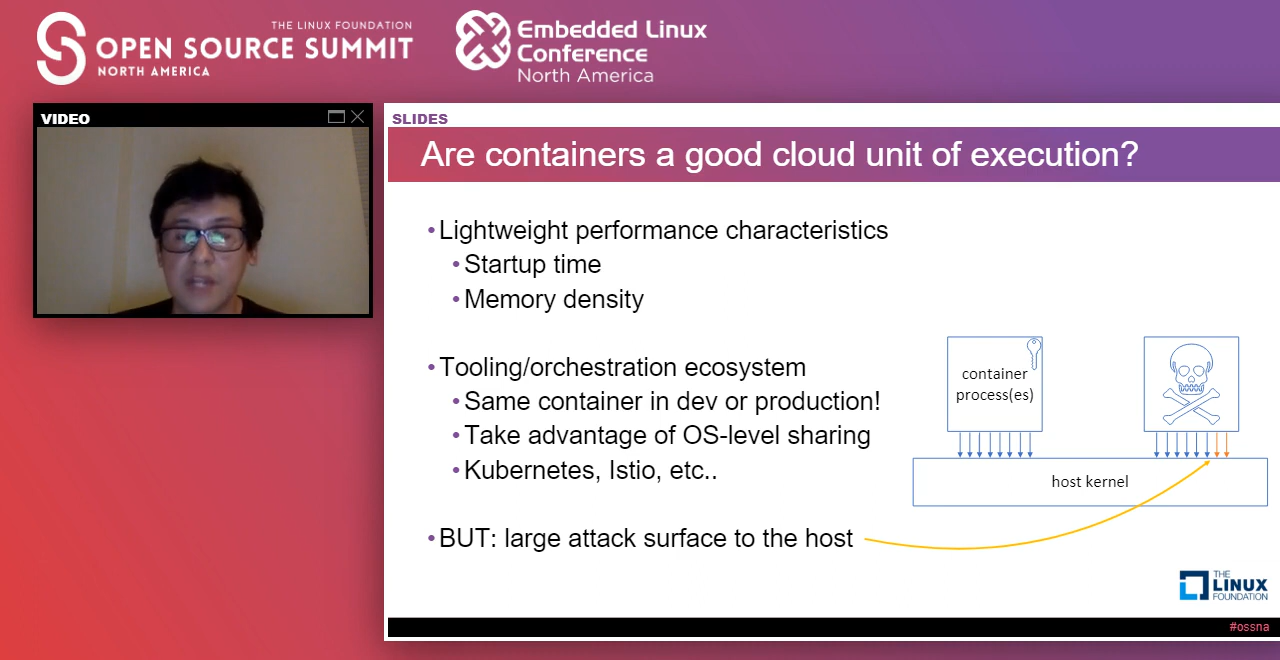 THE LINUX FOUNDATION
OPEN SOURCE SUMMIT
NORTH AMERICA
Embedded Linux
Conference
North America
VIDEO
SLIDES
Are containers a good cloud unit of execution?
•Lightweight performance characteristics
•Startup time
•Memory density
•Tooling/orchestration ecosystem
•Same container in dev or production!
•Take advantage of OS-level sharing
•Kubernetes, Istio, etc..
•BUT: large attack surface to the host
container
process(es)
host kernel
THE
LINUX
FOUNDATION
#ossna